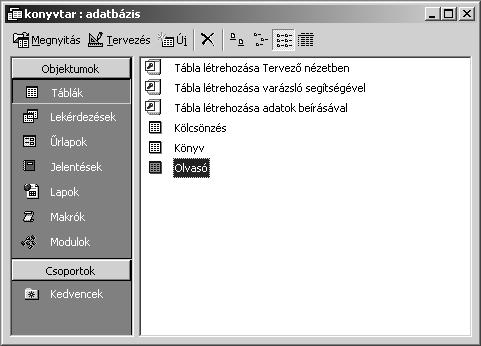 konyvtar : adatbázis
Megnyitás Tervezés Új
Objektumok
Táblák
Lekérdezések
Űrlapok
Jelentések
Lapok
Makrók
Modulok
Csoportok
Kedvencek
Tábla létrehozása Tervező nézetben
Tábla létrehozása varázsló segítségével
Tábla létrehozása adatok beírásával
Kölcsönzés
Könyv
Olvasó